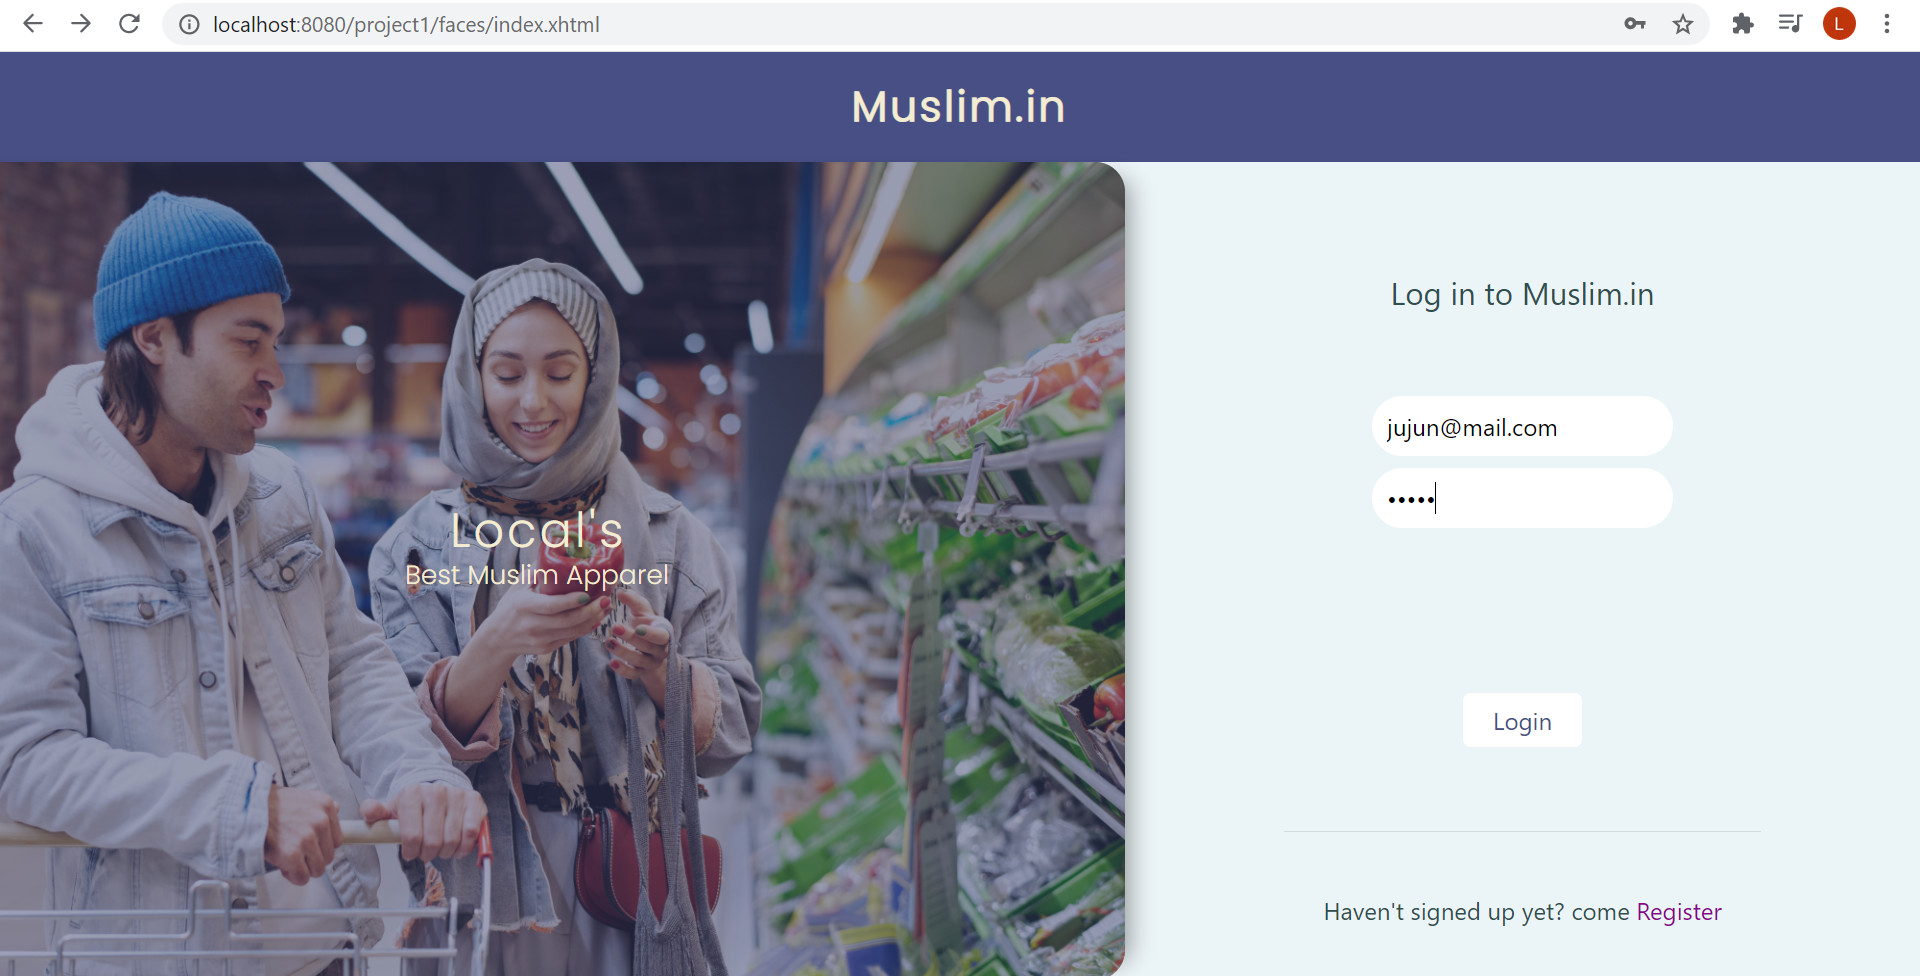 localhost:8080/project1/faces/index.xhtml
L
Muslim.in
Local's
Best Muslim Apparel
Log in to Muslim.in
jujun@mail.com
•••••
Login
Haven't signed up yet? come Register